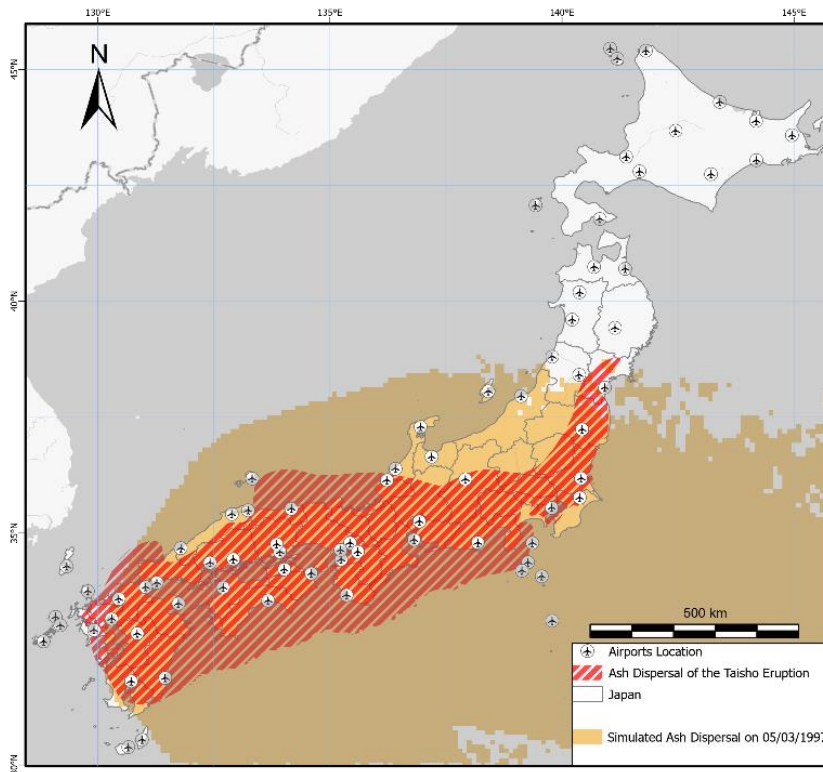 130°E 135°E 140°E 145°E
N
45°N
40°N
35°N
30°N
500 km
Airports Location
Ash Dispersal of the Taisho Eruption
Japan
Simulated Ash Dispersal on 05/03/1997